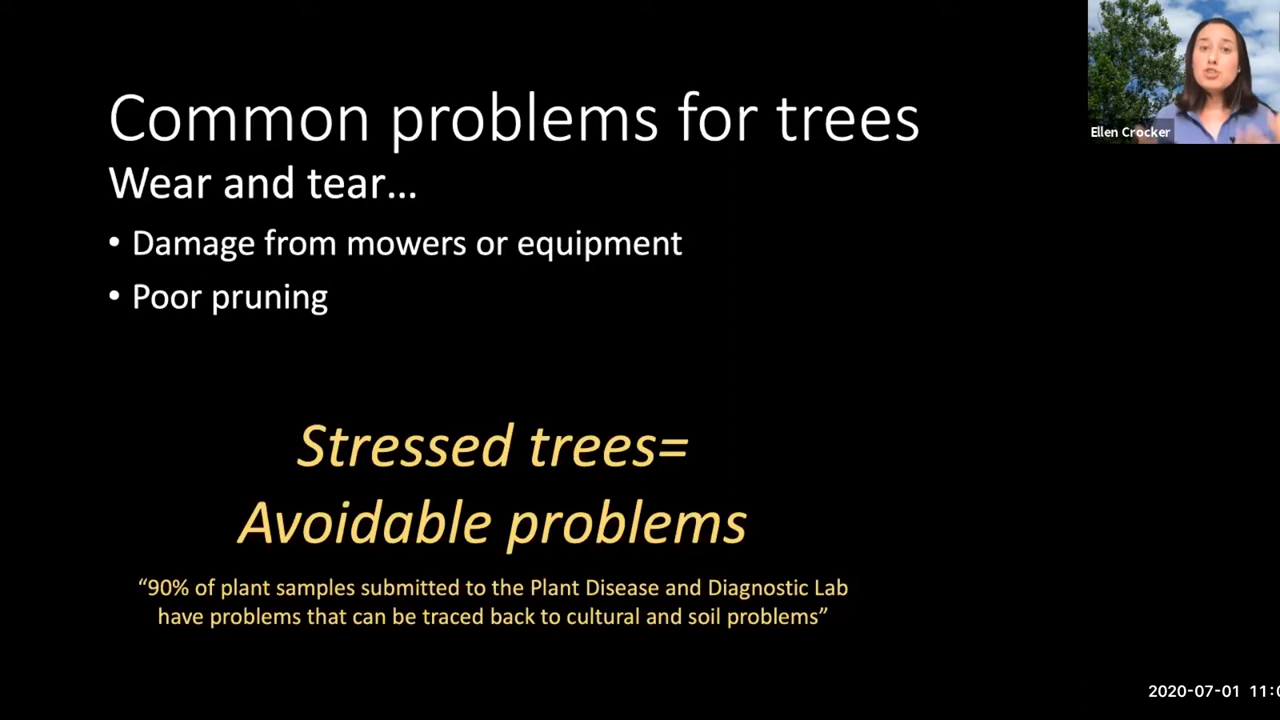 Ellen Crocker
Common problems for trees
Wear and tear…
• Damage from mowers or equipment
• Poor pruning
Stressed trees=
Avoidable problems
“90% of plant samples submitted to the Plant Disease and Diagnostic Lab
have problems that can be traced back to cultural and soil problems”
2020-07-01